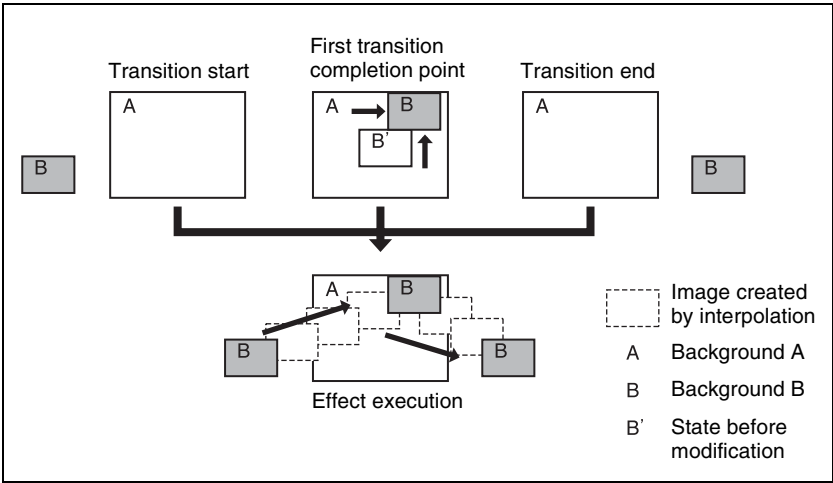 Transition start
First transition
completion point
Transition end
A
A
B
A
B'
B
B
A
B
B
B
Effect execution
Image created
by interpolation
A Background A
B Background B
B' State before
modification